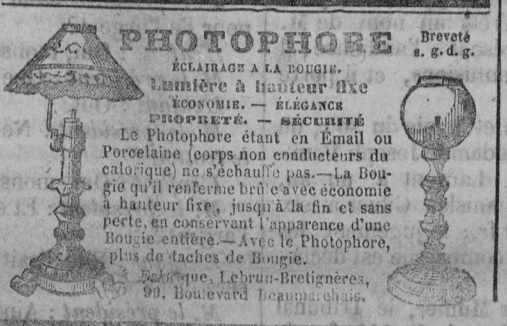 PHOTOPHORE
Breveté
s. g. d. g.
ÉCLAIRAGE A LA BOUGIE.
Lumière à hauteur fixe
ÉCONOMIE. — ÉLÉGANCE
PROPRETÉ. — SÉCURITÉ
Le Photophore étant en Émail ou
Porcelaine (corps non conducteurs du
calorique) ne s'échauffe pas.—La Bou-
gie qu'il renferme brûle avec économie
à hauteur fixe, jusqu'à la fin et sans
perte, en conservant l'apparence d'une
Bougie entière.—Avec le Photophore,
plus de taches de Bougie.
Fabrique, Lebrun-Bretignères,
99, Boulevard Beaumarchais.